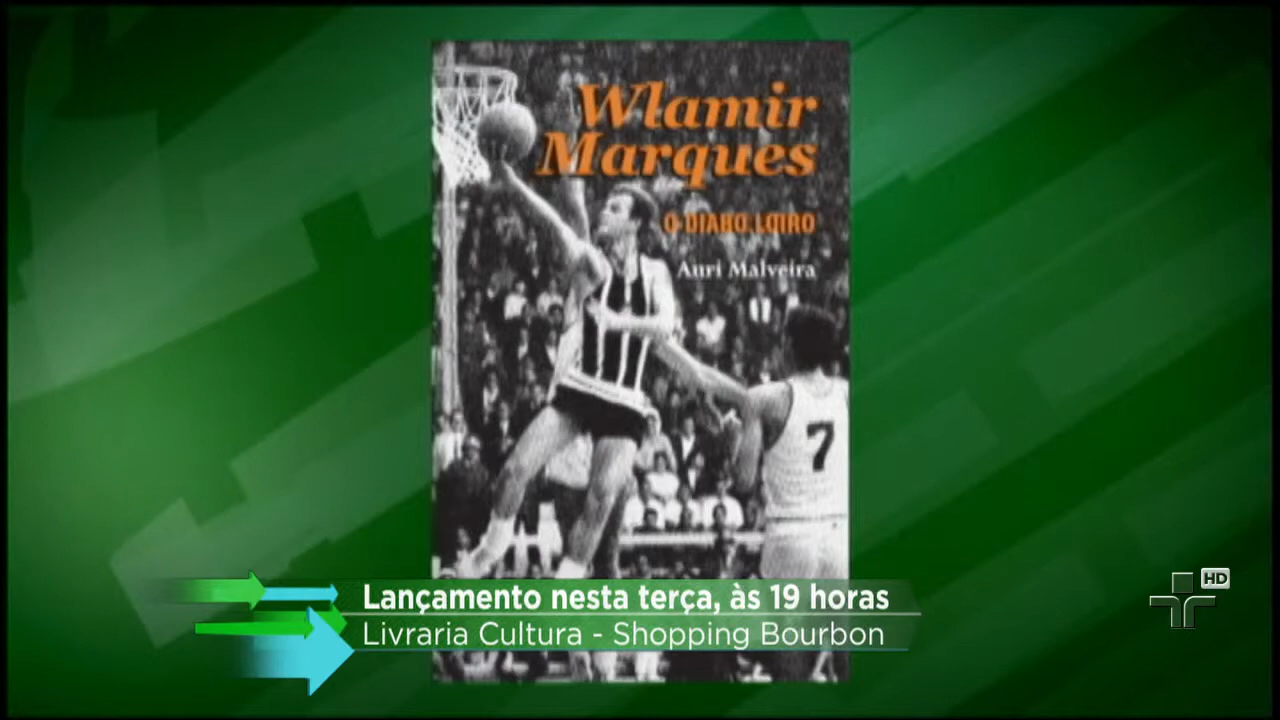 Wlamir
Marques
O DIABO LOIRO
Auri Malveira
7
Lançamento nesta terça, às 19 horas
Livraria Cultura - Shopping Bourbon
HD